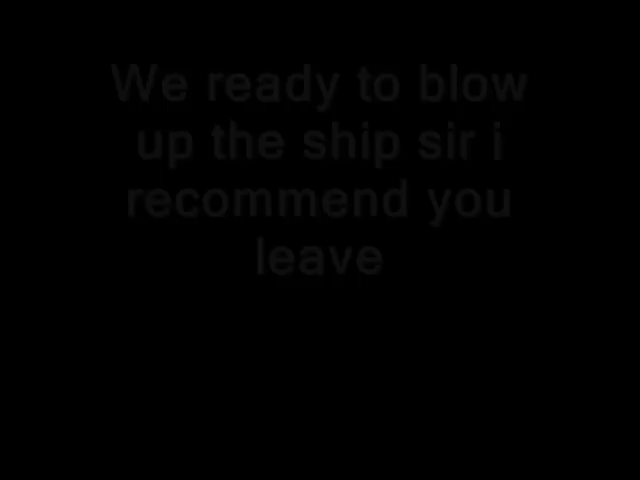 We ready to blow
up the ship sir i
recommend you
leave